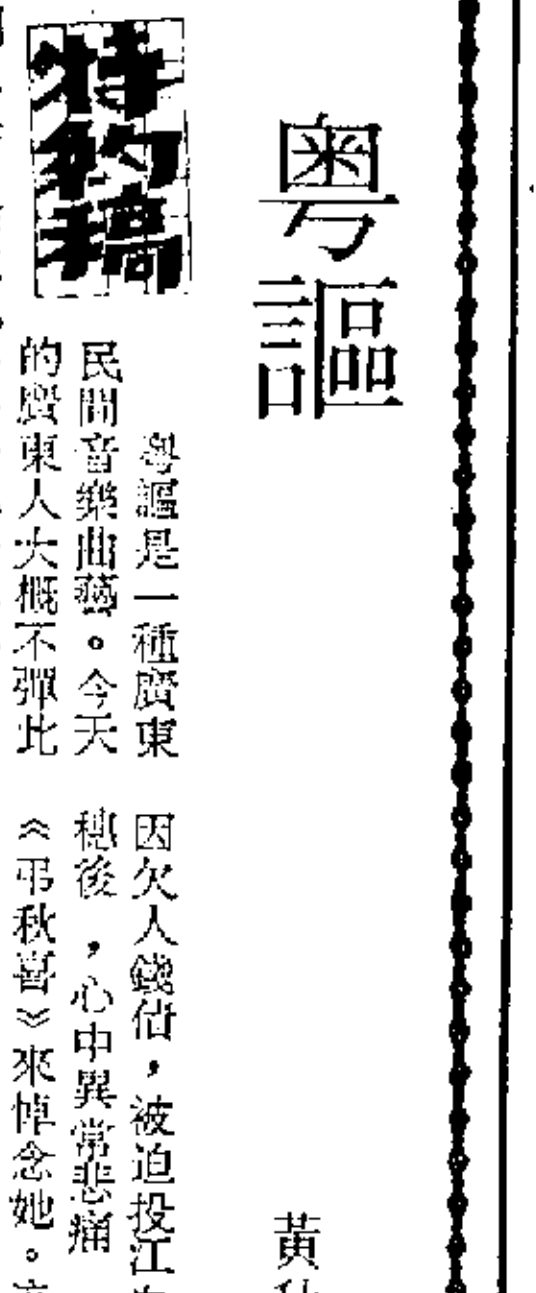 粵謳
黃
特約稿
粵謳是一種廣東
民間音樂曲藝。今天
的廣東人大概不彈此
因欠人錢債，被迫投江
穗後，心中異常悲痛
《弔秋喜》來悼念她。